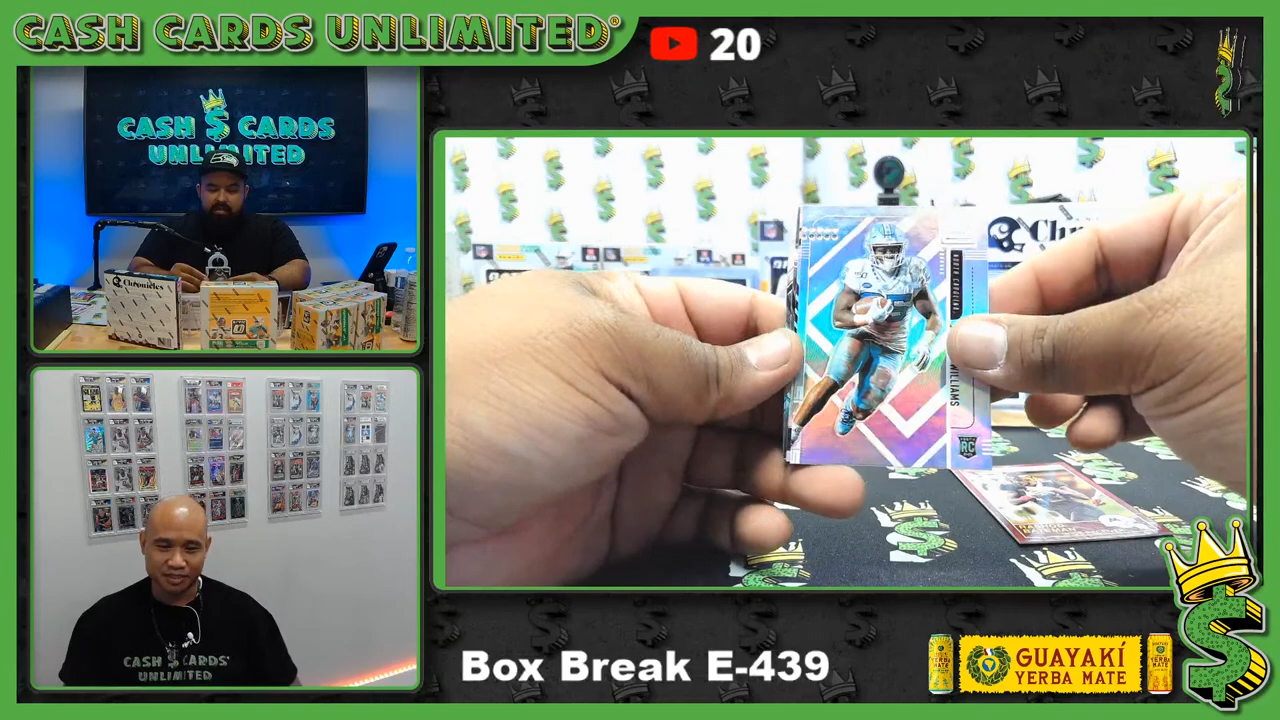 CASH CARDS UNLIMITED®
20
CASH $ CARDS
UNLIMITED
Chronicles
CASH CARDS
UNLIMITED
NORTH CAROLINA
WILLIAMS
RC
Chr
Box Break E-439
GUAYAKÍ
YERBA MATE